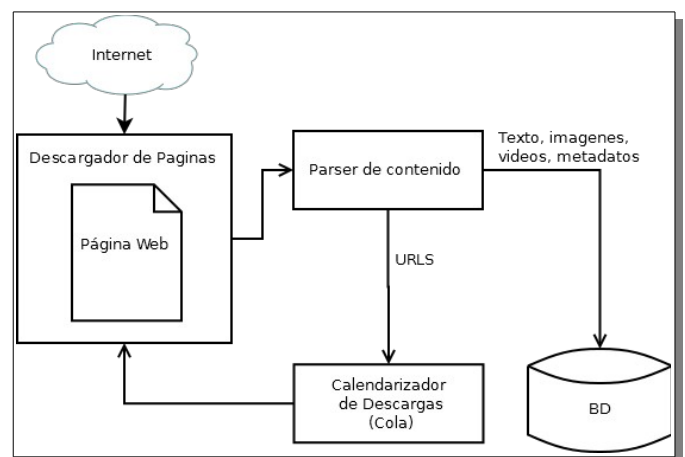 Internet
Descargador de Paginas
Página Web
Parser de contenido
Texto, imagenes,
videos, metadatos
URLS
Calendarizador
de Descargas
(Cola)
BD